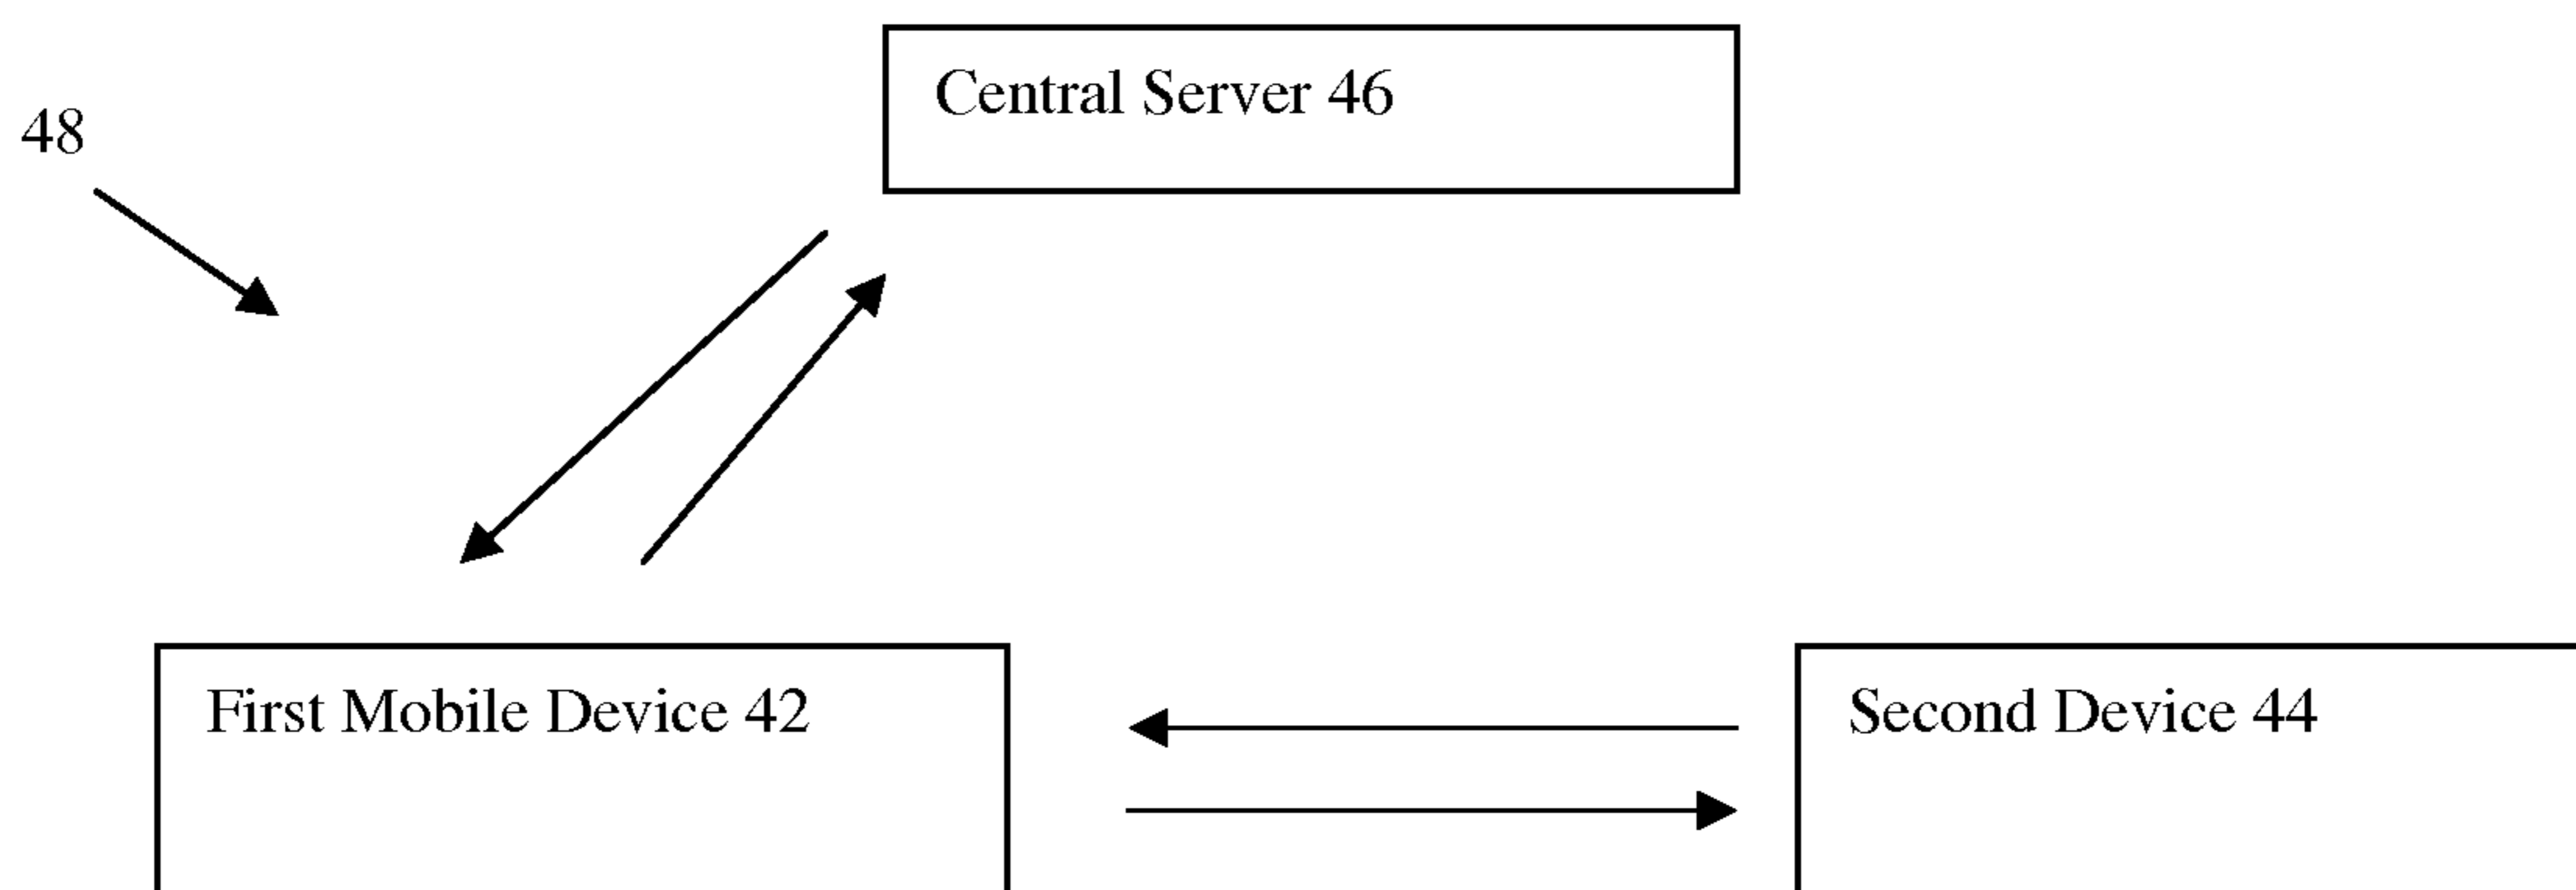 Central Server 46
48
First Mobile Device 42
Second Device 44